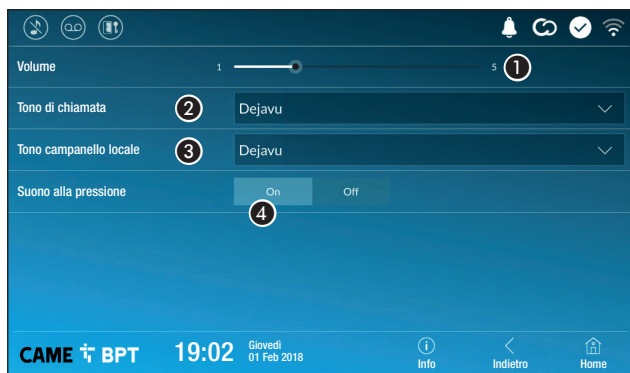 Volume 1 5 1
Tono di chiamata 2 Dejavu
Tono campanello locale 3 Dejavu
Suono alla pressione On Off
4
CAME BPT 19:02 Giovedì
01 Feb 2018
Info Indietro Home